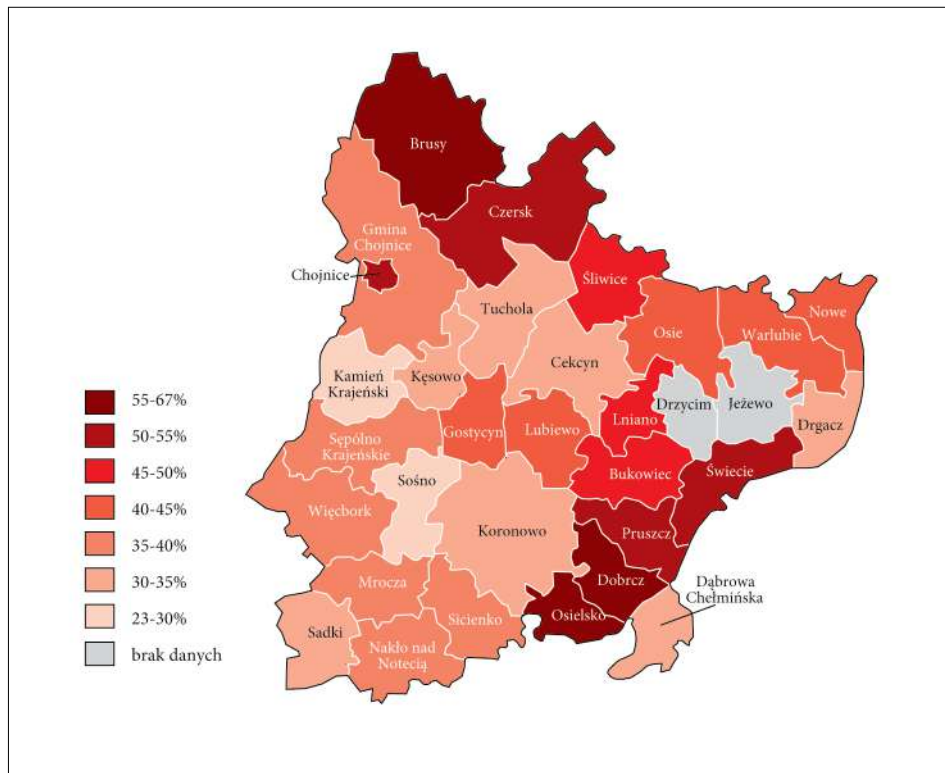 Brusy
Czersk
Gmina
Chojnice
Chojnice
Śliwice
Tuchola
Osie
Warlubie
Nowe
Cekcyn
Kamień
Krajeński
Kęsowo
Drzycim
Jeżewo
Gostycyn
Lubiewo
Lniano
Drgacz
Sępólno
Krajeńskie
Bukowiec
Świecie
Sośno
Więcbork
Koronowo
Pruszcz
Mrocza
Dobrcz
Dąbrowa
Chełmińska
Osielsko
Sicienko
Sadki
Nakło nad
Notecią
55-67%
50-55%
45-50%
40-45%
35-40%
30-35%
23-30%
brak danych